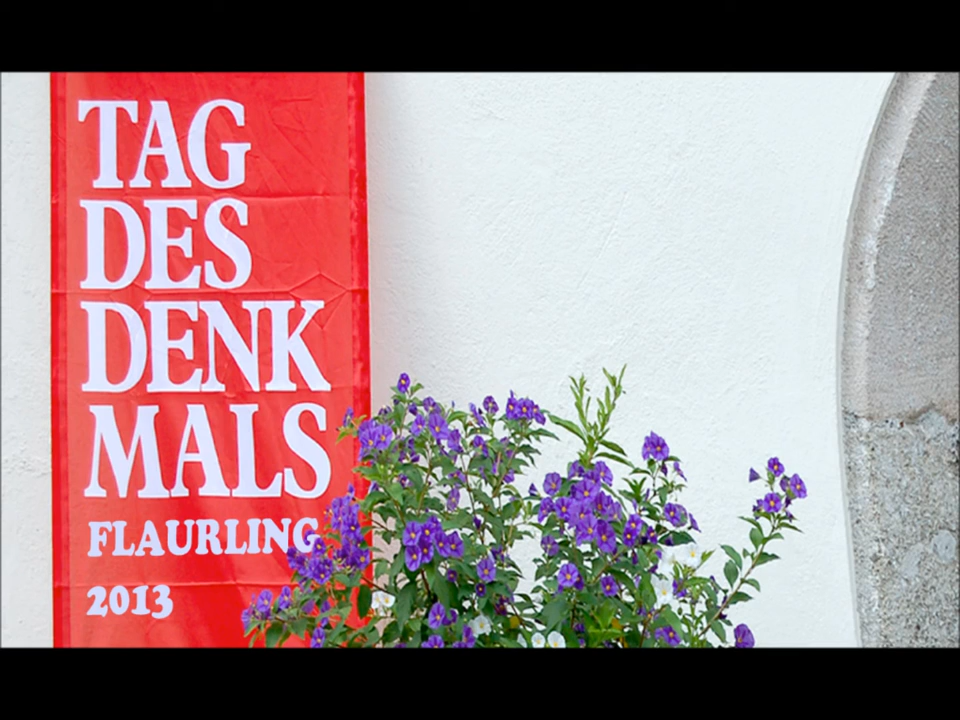 TAG
DES
DENK
MALS
FLAURLING
2013